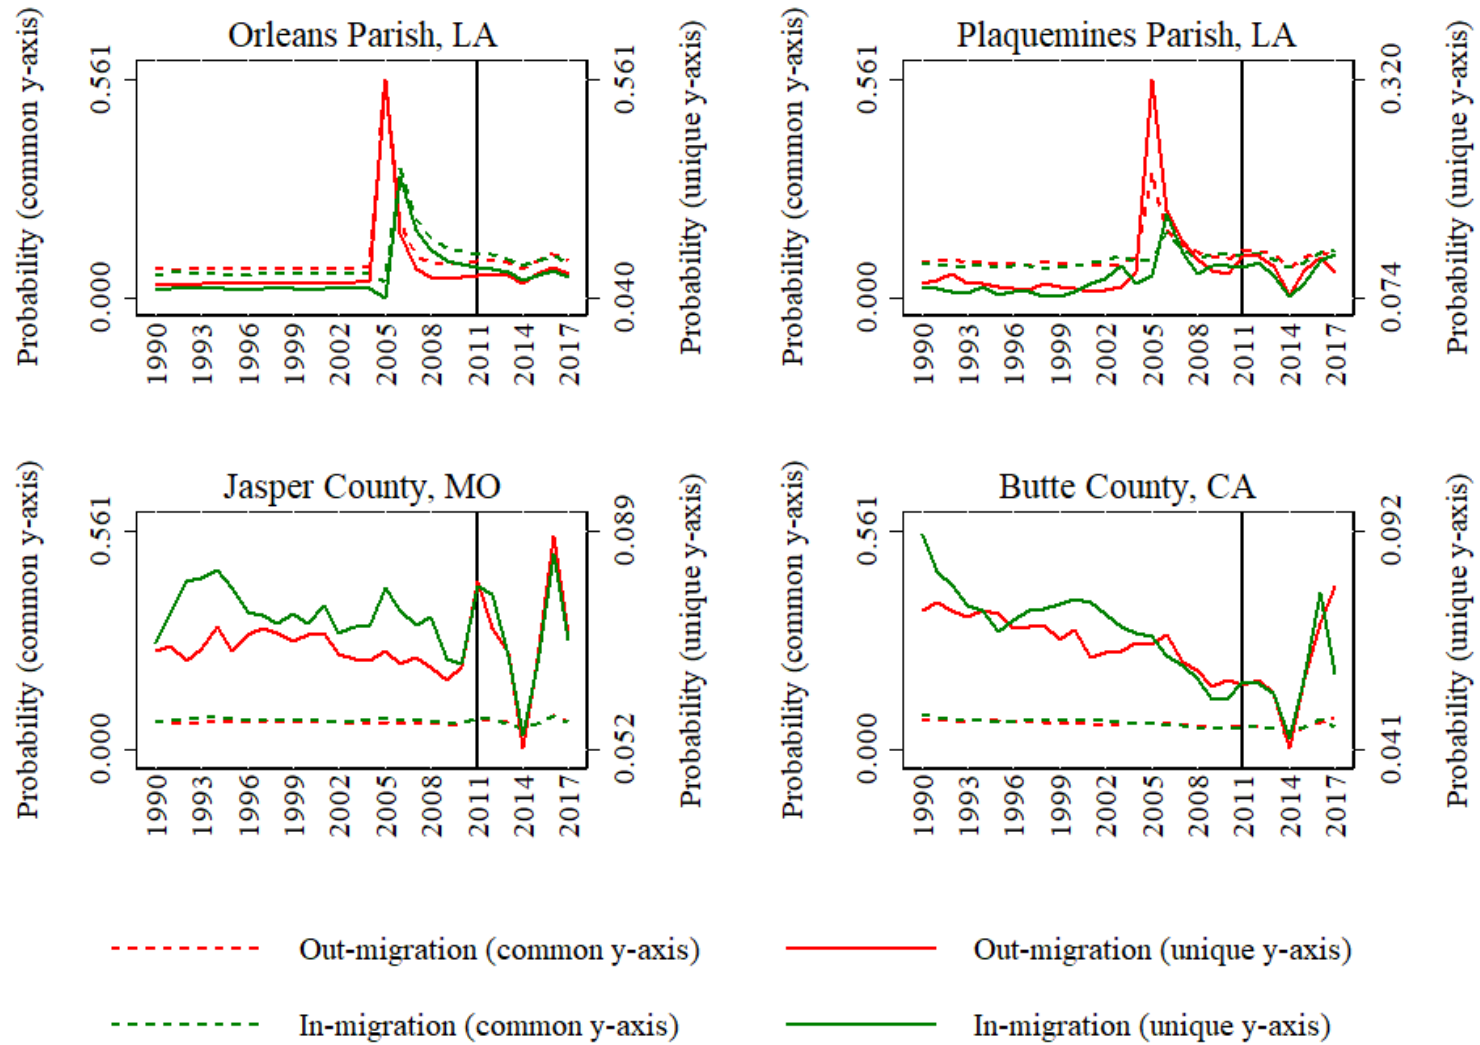 Orleans Parish, LA
Probability (common y-axis)
0.561
0.000
0.561
0.040
Probability (unique y-axis)
1990 1993 1996 1999 2002 2005 2008 2011 2014 2017
Plaquemines Parish, LA
Probability (common y-axis)
0.561
0.000
0.320
0.074
Probability (unique y-axis)
1990 1993 1996 1999 2002 2005 2008 2011 2014 2017
Jasper County, MO
Probability (common y-axis)
0.561
0.000
0.089
0.052
Probability (unique y-axis)
1990 1993 1996 1999 2002 2005 2008 2011 2014 2017
Butte County, CA
Probability (common y-axis)
0.561
0.000
0.092
0.041
Probability (unique y-axis)
1990 1993 1996 1999 2002 2005 2008 2011 2014 2017
Out-migration (common y-axis)
Out-migration (unique y-axis)
In-migration (common y-axis)
In-migration (unique y-axis)